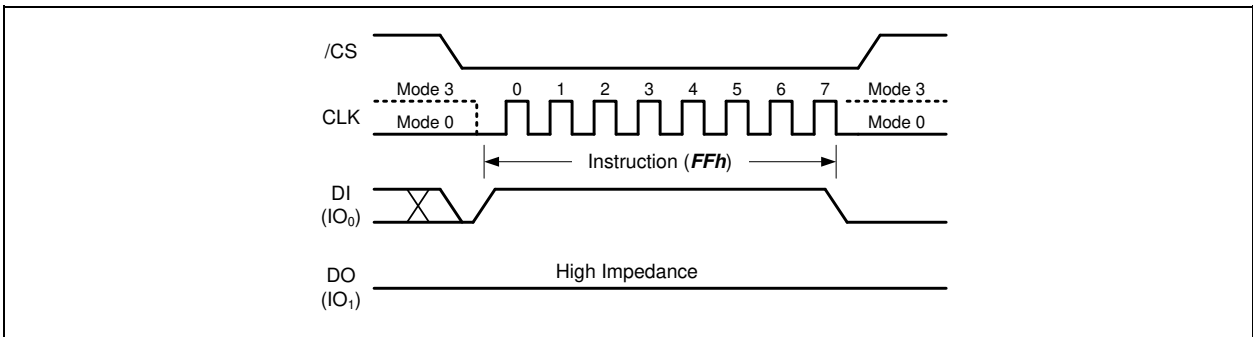 /CS
Mode 3 0 1 2 3 4 5 6 7 Mode 3
CLK
Mode 0 Mode 0
Instruction (FFh)
DI
(IO₀)
DO High Impedance
(IO₁)